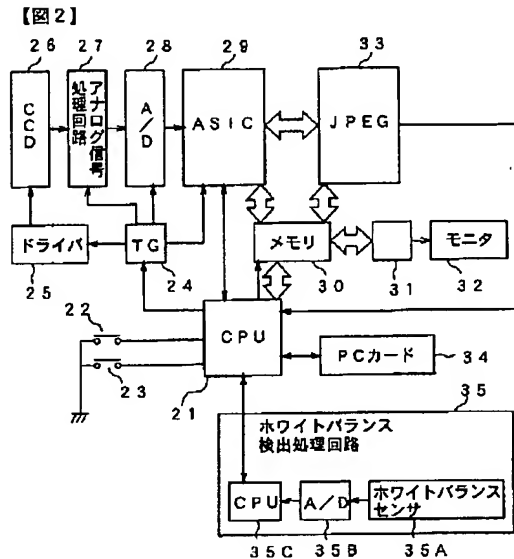 【図2】
26
27
28
29
33
CCD
アナログ信号
処理回路
A/D
ASIC
JPEG
ドライバ
TG
メモリ
モニタ
25
24
30
31
32
22
CPU
PCカード
23
21
34
35
ホワイトバランス
検出処理回路
CPU
A/D
ホワイトバランス
センサ
35C
35B
35A